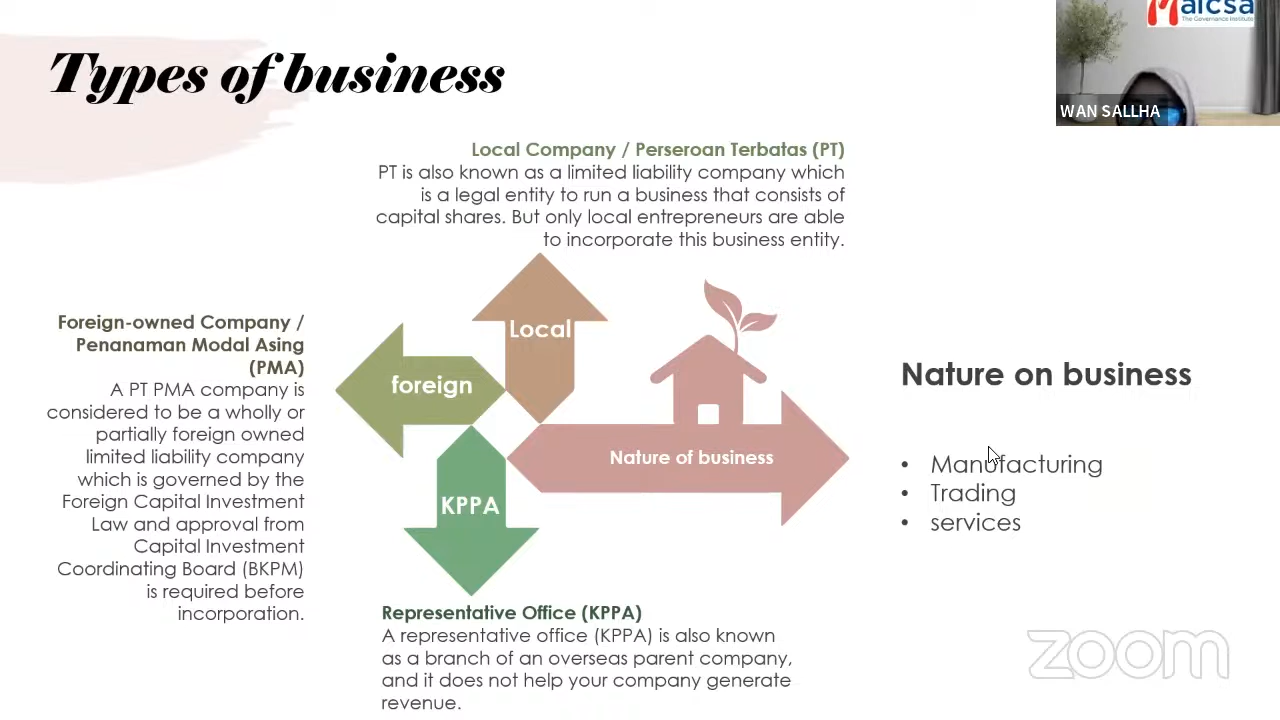 Types of business
Maicsa
The Governance Institute
WAN SALLHA
Local Company / Perseroan Terbatas (PT)
PT is also known as a limited liability company which
is a legal entity to run a business that consists of
capital shares. But only local entrepreneurs are able
to incorporate this business entity.
Foreign-owned Company /
Penanaman Modal Asing
(PMA)
A PT PMA company is
considered to be a wholly or
partially foreign owned
limited liability company
which is governed by the
Foreign Capital Investment
Law and approval from
Capital Investment
Coordinating Board (BKPM)
is required before
incorporation.
Local
foreign
Nature of business
KPPA
Nature on business
• Manufacturing
• Trading
• services
Representative Office (KPPA)
A representative office (KPPA) is also known
as a branch of an overseas parent company,
and it does not help your company generate
revenue.
zoom